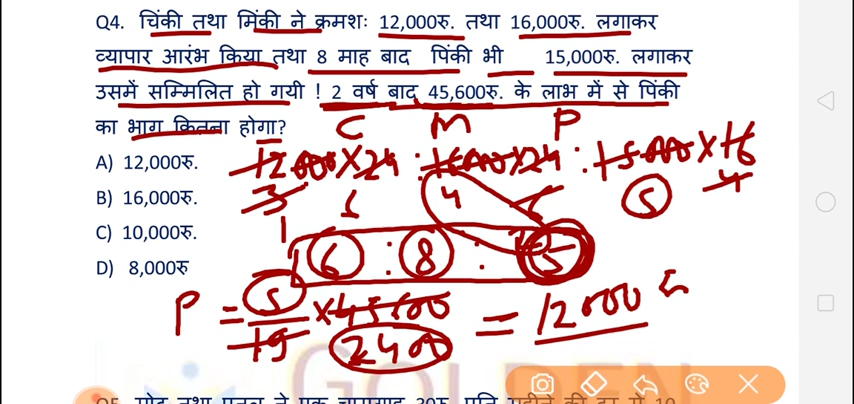 Q4. चिंकी तथा मिंकी ने क्रमशः 12,000रु. तथा 16,000रु. लगाकर
व्यापार आरंभ किया तथा 8 माह बाद पिंकी भी 15,000रु. लगाकर
उसमें सम्मिलित हो गयी ! 2 वर्ष बाद 45,600रु. के लाभ में से पिंकी
का भाग कितना होगा?
C M P
A) 12,000रु.
12000×24 : 16000×24 : 15000×16
B) 16,000रु.
3 4 5 4
C) 10,000रु.
6 : 8 : 5
D) 8,000रु
P = 5/19 × 45600 = 12000
2400
GOLDEN